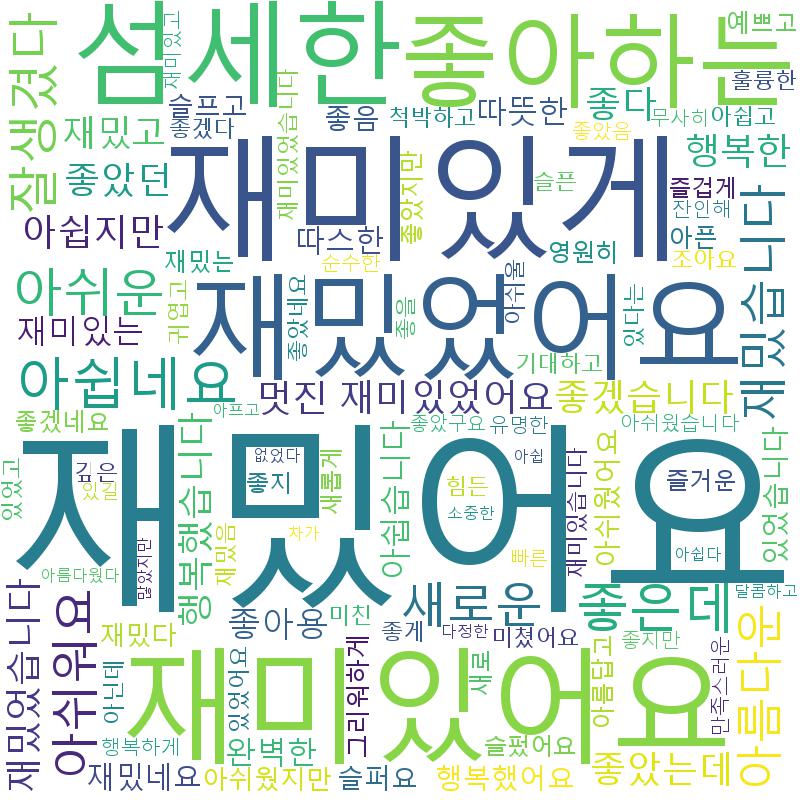 섬세한
좋아하는
예쁘고
훌륭한
잘생겼다
재미있고
슬프고
좋겠다
재미있었습니다
좋음
척박하고
따뜻한
좋다
무사히
아쉽고
좋았음
재밌고
행복한
좋았던
재미있게
좋았지만
슬픈
즐겁게
잔인해
아쉽지만
따스한
영원히
아픈
재밌는
순수한
조아요
재밌습니다
아쉬운
귀엽고
재밌었어요
좋았네요
좋을
아쉬울
있다는
재미있는
기대하고
아쉽네요
멋진
재미있었어요
좋겠습니다
좋겠네요
아프고
좋았구요
유명한
아쉬웠습니다
재밌어요
있었고
깊은
있길
행복했습니다
없었다
좋지
새롭게
아쉽습니다
힘든
아쉽
소중한
재미있습니다
아쉬웠어요
즐거운
있었습니다
재밌음
차가
빠른
아쉽다
많았지만
아름다웠다
달콤하고
재밌었습니다
아쉬워요
좋아용
미친
새로운
좋은데
재밌다
좋게
다정한
미쳤어요
좋지만
아름다운
아닌데
재미있어요
있었어요
그리워하게
새로
아름답고
만족스러운
행복하게
완벽한
슬펐어요
재밌네요
아쉬웠지만
슬퍼요
행복했어요
좋았는데